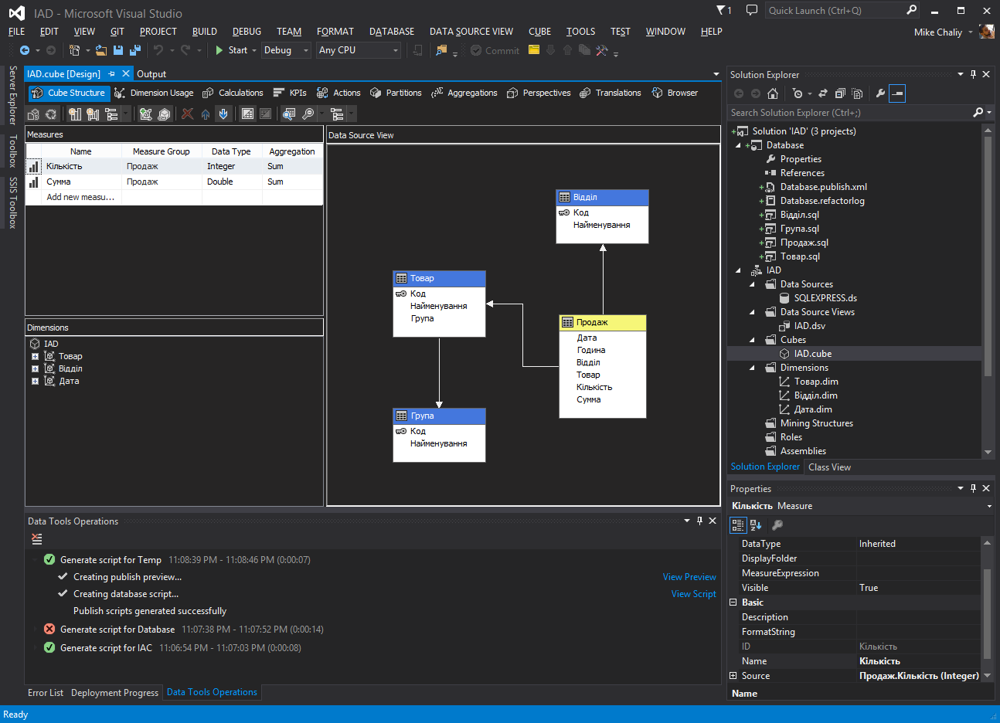 IAD - Microsoft Visual Studio
1
Quick Launch (Ctrl+Q)
FILE EDIT VIEW GIT PROJECT BUILD DEBUG TEAM FORMAT DATABASE DATA SOURCE VIEW CUBE TOOLS TEST WINDOW HELP
Mike Chaliy
Start Debug Any CPU Commit
Server Explorer
Toolbox
SSIS Toolbox
IAD.cube [Design] Output
Cube Structure Dimension Usage Calculations KPIs Actions Partitions Aggregations Perspectives Translations Browser
Measures
Name Measure Group Data Type Aggregation
Кількість Продаж Integer Sum
Сумма Продаж Double Sum
Add new measu...
Dimensions
IAD
Товар
Відділ
Дата
Data Source View
Відділ
Код
Найменування
Товар
Код
Найменування
Група
Продаж
Дата
Година
Відділ
Товар
Кількість
Сумма
Група
Код
Найменування
Data Tools Operations
Generate script for Temp 11:08:39 PM - 11:08:46 PM (0:00:07)
Creating publish preview... View Preview
Creating database script... View Script
Publish scripts generated successfully
Generate script for Database 11:07:38 PM - 11:07:52 PM (0:00:14)
Generate script for IAC 11:06:54 PM - 11:07:03 PM (0:00:08)
Error List Deployment Progress Data Tools Operations
Solution Explorer
Search Solution Explorer (Ctrl+;)
Solution 'IAD' (3 projects)
Database
Properties
References
Database.publish.xml
Database.refactorlog
Відділ.sql
Група.sql
Продаж.sql
Товар.sql
IAD
Data Sources
SQLEXPRESS.ds
Data Source Views
IAD.dsv
Cubes
IAD.cube
Dimensions
Товар.dim
Відділ.dim
Дата.dim
Mining Structures
Roles
Assemblies
Solution Explorer Class View
Properties
Кількість Measure
DataType Inherited
DisplayFolder
MeasureExpression
Visible True
Basic
Description
FormatString
ID Кількість
Name Кількість
Source Продаж.Кількість (Integer)
Name
Ready